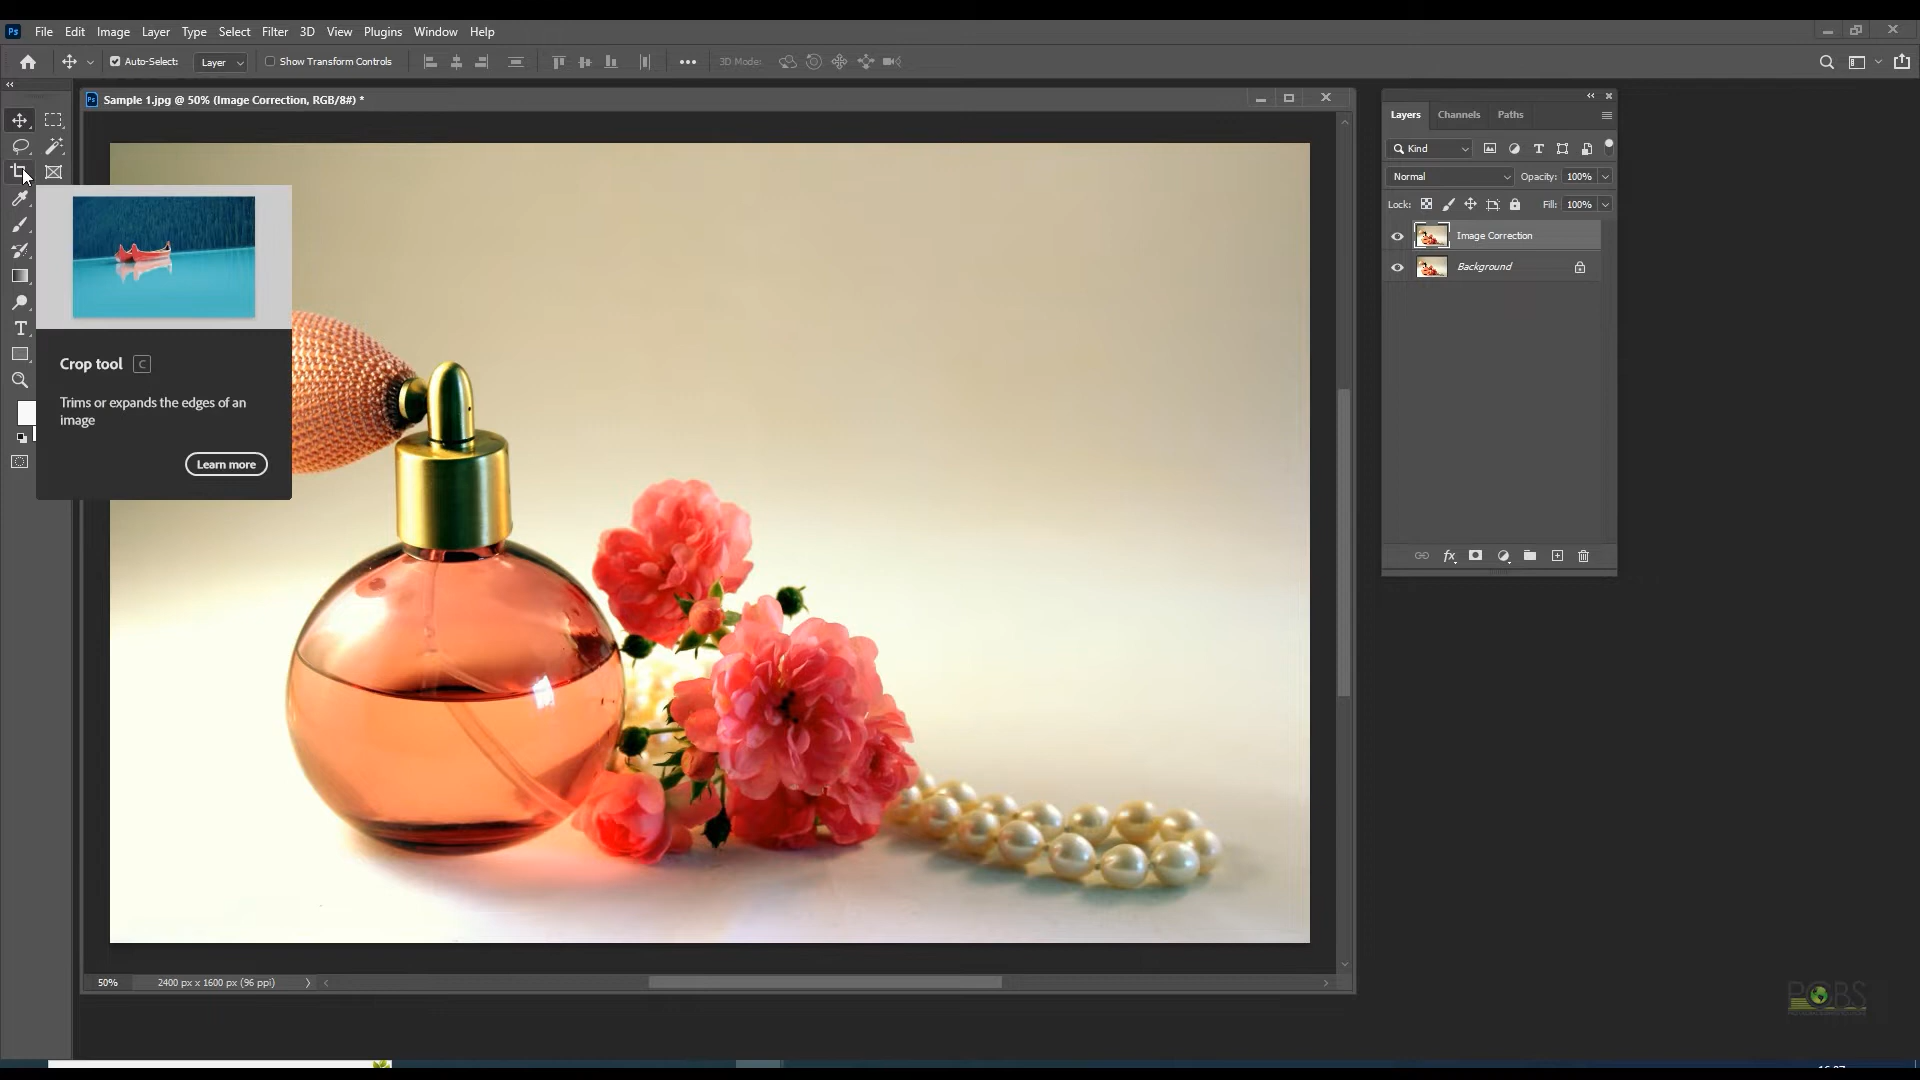 Ps File Edit Image Layer Type Select Filter 3D View Plugins Window Help
Auto-Select: Layer Show Transform Controls 3D Mode:
Ps Sample 1.jpg @ 50% (Image Correction, RGB/8#) *
Layers Channels Paths
Kind
Normal Opacity: 100%
Lock: Fill: 100%
Image Correction
Background
Crop tool C
Trims or expands the edges of an
image
Learn more
fx
50% 2400 px x 1600 px (96 ppi)